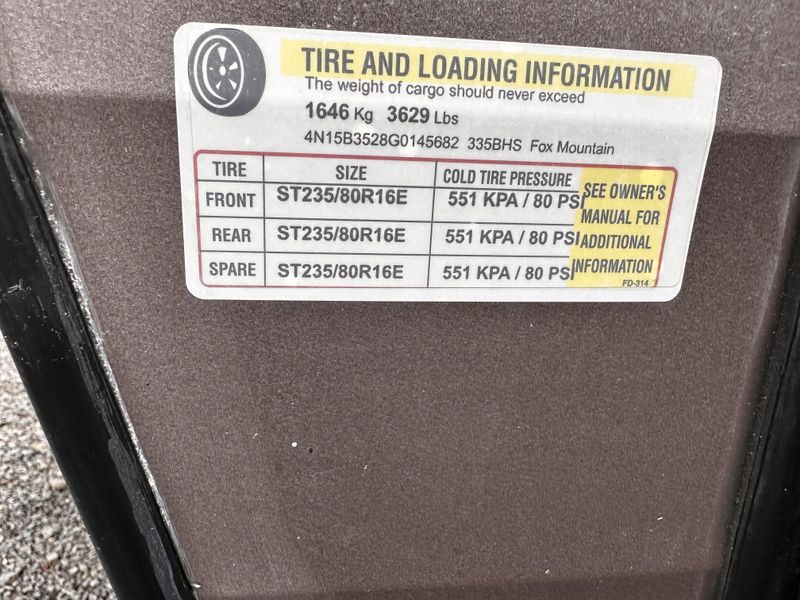 TIRE AND LOADING INFORMATION
The weight of cargo should never exceed
1646 Kg 3629 Lbs
4N15B3528G0145682 335BHS Fox Mountain
TIRE SIZE COLD TIRE PRESSURE
FRONT ST235/80R16E 551 KPA / 80 PSI
REAR ST235/80R16E 551 KPA / 80 PSI
SPARE ST235/80R16E 551 KPA / 80 PSI
SEE OWNER'S
MANUAL FOR
ADDITIONAL
INFORMATION
FD-314